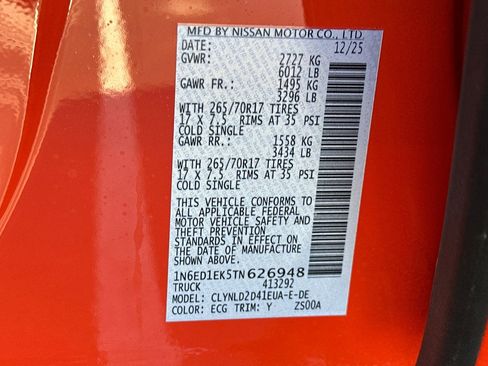 MFD BY NISSAN MOTOR CO., LTD
DATE: 12/25
GVWR: 2727 KG
6012 LB
GAWR FR.: 1495 KG
3296 LB
WITH 265/70R17 TIRES
17 X 7.5 RIMS AT 35 PSI
COLD SINGLE
GAWR RR.: 1558 KG
3434 LB
WITH 265/70R17 TIRES
17 X 7.5 RIMS AT 35 PSI
COLD SINGLE
THIS VEHICLE CONFORMS TO
ALL APPLICABLE FEDERAL
MOTOR VEHICLE SAFETY AND
THEFT PREVENTION
STANDARDS IN EFFECT ON
THE DATE OF MANUFACTURE
SHOWN ABOVE.
1N6ED1EK5TN626948
TRUCK 413292
MODEL: CLYNLD2D41EUA-E-DE
COLOR: ECG TRIM: Y ZS00A